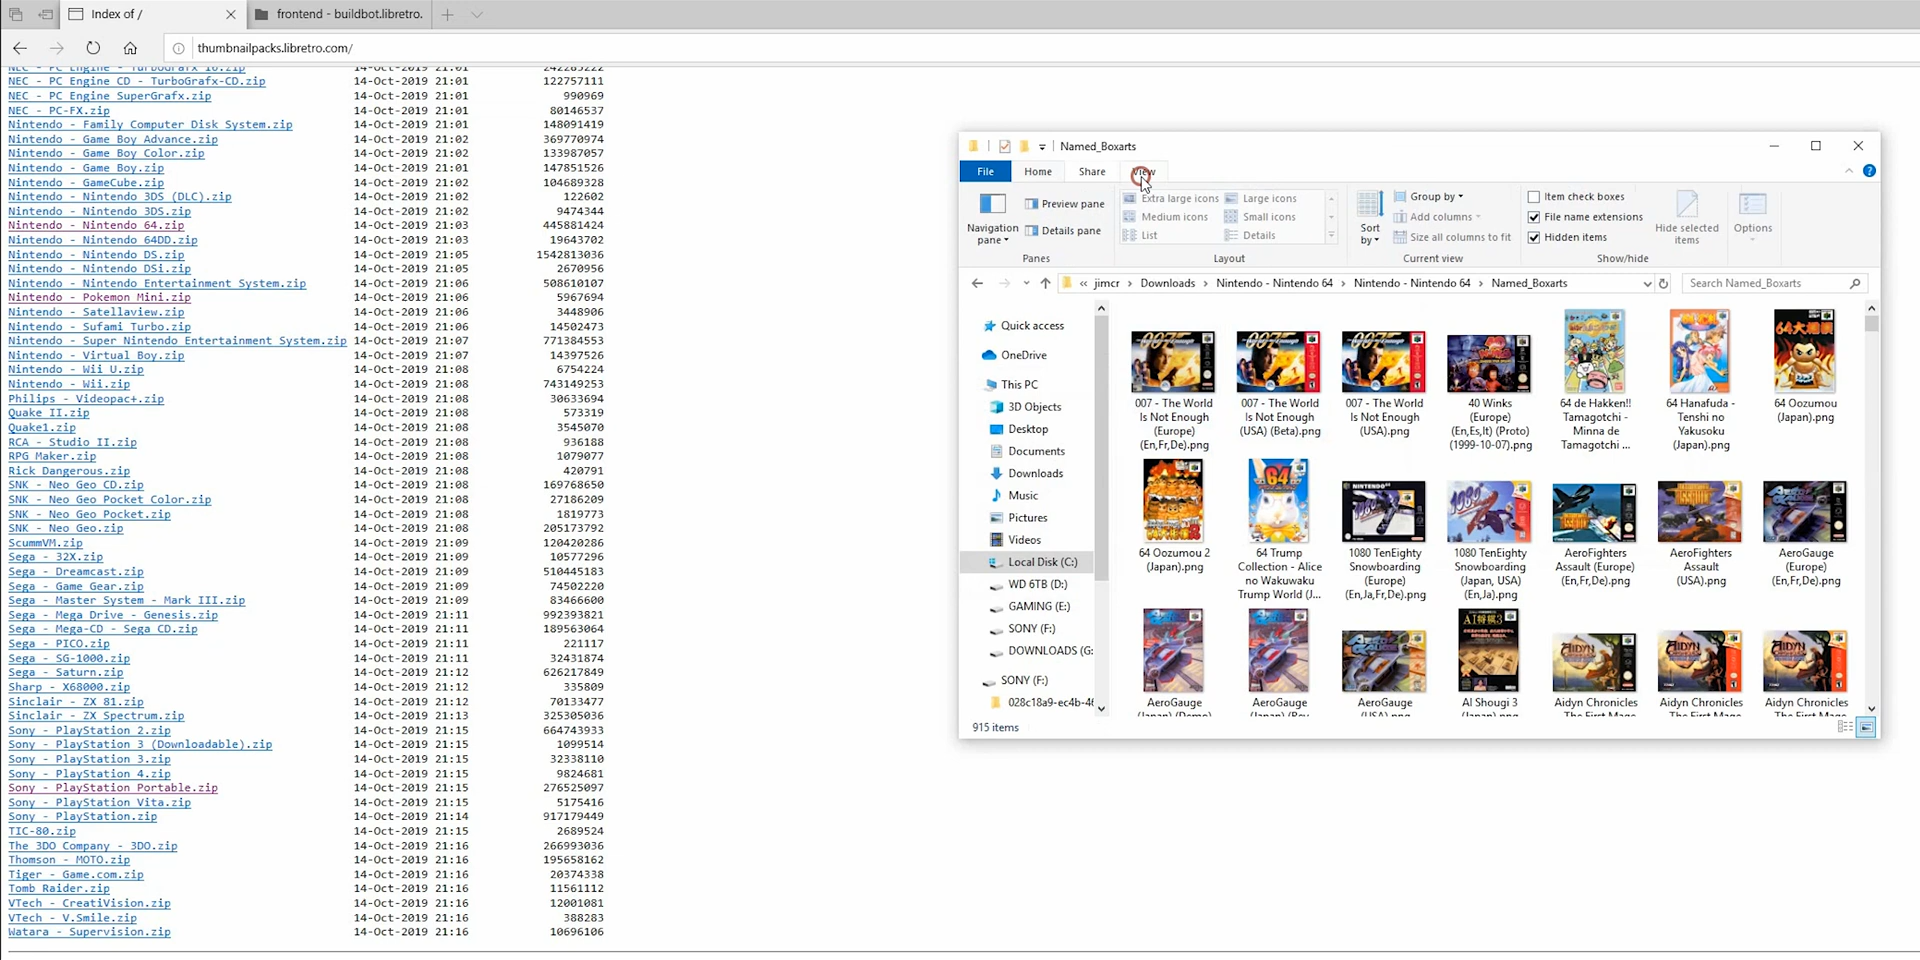 Index of /
frontend - buildbot.libretro.
thumbnailpacks.libretro.com/
NEC - PC Engine - TurboGrafx 16.zip 14-Oct-2019 21:01 242285222
NEC - PC Engine CD - TurboGrafx-CD.zip 14-Oct-2019 21:01 122757111
NEC - PC Engine SuperGrafx.zip 14-Oct-2019 21:01 990969
NEC - PC-FX.zip 14-Oct-2019 21:01 80146537
Nintendo - Family Computer Disk System.zip 14-Oct-2019 21:01 148091419
Nintendo - Game Boy Advance.zip 14-Oct-2019 21:02 369770974
Nintendo - Game Boy Color.zip 14-Oct-2019 21:02 133987057
Nintendo - Game Boy.zip 14-Oct-2019 21:02 147851526
Nintendo - GameCube.zip 14-Oct-2019 21:02 104689328
Nintendo - Nintendo 3DS (DLC).zip 14-Oct-2019 21:02 122602
Nintendo - Nintendo 3DS.zip 14-Oct-2019 21:02 9474344
Nintendo - Nintendo 64.zip 14-Oct-2019 21:03 445881424
Nintendo - Nintendo 64DD.zip 14-Oct-2019 21:03 19643702
Nintendo - Nintendo DS.zip 14-Oct-2019 21:05 1542813036
Nintendo - Nintendo DSi.zip 14-Oct-2019 21:05 2670956
Nintendo - Nintendo Entertainment System.zip 14-Oct-2019 21:06 508610107
Nintendo - Pokemon Mini.zip 14-Oct-2019 21:06 5967694
Nintendo - Satellaview.zip 14-Oct-2019 21:06 3448906
Nintendo - Sufami Turbo.zip 14-Oct-2019 21:06 14502473
Nintendo - Super Nintendo Entertainment System.zip 14-Oct-2019 21:07 771384553
Nintendo - Virtual Boy.zip 14-Oct-2019 21:07 14397526
Nintendo - Wii U.zip 14-Oct-2019 21:08 6754224
Nintendo - Wii.zip 14-Oct-2019 21:08 743149253
Philips - Videopac+.zip 14-Oct-2019 21:08 30633694
Quake II.zip 14-Oct-2019 21:08 573319
Quake1.zip 14-Oct-2019 21:08 3545070
RCA - Studio II.zip 14-Oct-2019 21:08 936188
RPG Maker.zip 14-Oct-2019 21:08 1079077
Rick Dangerous.zip 14-Oct-2019 21:08 420791
SNK - Neo Geo CD.zip 14-Oct-2019 21:08 169768650
SNK - Neo Geo Pocket Color.zip 14-Oct-2019 21:08 27186209
SNK - Neo Geo Pocket.zip 14-Oct-2019 21:08 1819773
SNK - Neo Geo.zip 14-Oct-2019 21:08 205173792
ScummVM.zip 14-Oct-2019 21:09 120420286
Sega - 32X.zip 14-Oct-2019 21:09 10577296
Sega - Dreamcast.zip 14-Oct-2019 21:09 510445183
Sega - Game Gear.zip 14-Oct-2019 21:09 74502220
Sega - Master System - Mark III.zip 14-Oct-2019 21:09 83466600
Sega - Mega Drive - Genesis.zip 14-Oct-2019 21:11 992393821
Sega - Mega-CD - Sega CD.zip 14-Oct-2019 21:11 189563064
Sega - PICO.zip 14-Oct-2019 21:11 221117
Sega - SG-1000.zip 14-Oct-2019 21:11 32431874
Sega - Saturn.zip 14-Oct-2019 21:12 626217849
Sharp - X68000.zip 14-Oct-2019 21:12 335809
Sinclair - ZX 81.zip 14-Oct-2019 21:12 70133477
Sinclair - ZX Spectrum.zip 14-Oct-2019 21:13 325305036
Sony - PlayStation 2.zip 14-Oct-2019 21:15 664743933
Sony - PlayStation 3 (Downloadable).zip 14-Oct-2019 21:15 1099514
Sony - PlayStation 3.zip 14-Oct-2019 21:15 32338110
Sony - PlayStation 4.zip 14-Oct-2019 21:15 9824681
Sony - PlayStation Portable.zip 14-Oct-2019 21:15 276525097
Sony - PlayStation Vita.zip 14-Oct-2019 21:15 5175416
Sony - PlayStation.zip 14-Oct-2019 21:14 917179449
TIC-80.zip 14-Oct-2019 21:15 2689524
The 3DO Company - 3DO.zip 14-Oct-2019 21:16 266993036
Thomson - MOTO.zip 14-Oct-2019 21:16 195658162
Tiger - Game.com.zip 14-Oct-2019 21:16 20374338
Tomb Raider.zip 14-Oct-2019 21:16 11561112
VTech - CreatiVision.zip 14-Oct-2019 21:16 12001081
VTech - V.Smile.zip 14-Oct-2019 21:16 388283
Watara - Supervision.zip 14-Oct-2019 21:16 10696106
Named_Boxarts
File Home Share View
Navigation pane
Preview pane
Details pane
Panes
Extra large icons Large icons
Medium icons Small icons
List Details
Layout
Sort by
Group by
Add columns
Size all columns to fit
Current view
Item check boxes
File name extensions
Hidden items
Hide selected items
Show/hide
Options
« jimcr › Downloads › Nintendo - Nintendo 64 › Nintendo - Nintendo 64 › Named_Boxarts
Search Named_Boxarts
Quick access
OneDrive
This PC
3D Objects
Desktop
Documents
Downloads
Music
Pictures
Videos
Local Disk (C:)
WD 6TB (D:)
GAMING (E:)
SONY (F:)
DOWNLOADS (G:
SONY (F:)
028c18a9-ec4b-4
007 - The World Is Not Enough (Europe) (En,Fr,De).png
007 - The World Is Not Enough (USA) (Beta).png
007 - The World Is Not Enough (USA).png
40 Winks (Europe) (En,Es,It) (Proto) (1999-10-07).png
64 de Hakken!! Tamagotchi - Minna de Tamagotchi ...
64 Hanafuda - Tenshi no Yakusoku (Japan).png
64 Oozumou (Japan).png
64 Oozumou 2 (Japan).png
64 Trump Collection - Alice no Wakuwaku Trump World (J...
1080 TenEighty Snowboarding (Europe) (En,Ja,Fr,De).png
1080 TenEighty Snowboarding (Japan, USA) (En,Ja).png
AeroFighters Assault (Europe) (En,Fr,De).png
AeroFighters Assault (USA).png
AeroGauge (Europe) (En,Fr,De).png
AeroGauge (Japan) (Demo)
AeroGauge (Japan) (Rev
AeroGauge (USA).png
AI Shougi 3 (Japan).png
Aidyn Chronicles - The First Mage
Aidyn Chronicles - The First Mage
Aidyn Chronicles - The First Mage
915 items